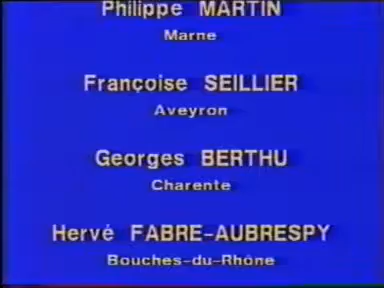 Philippe MARTIN
Marne
Françoise SEILLIER
Aveyron
Georges BERTHU
Charente
Hervé FABRE-AUBRESPY
Bouches-du-Rhône